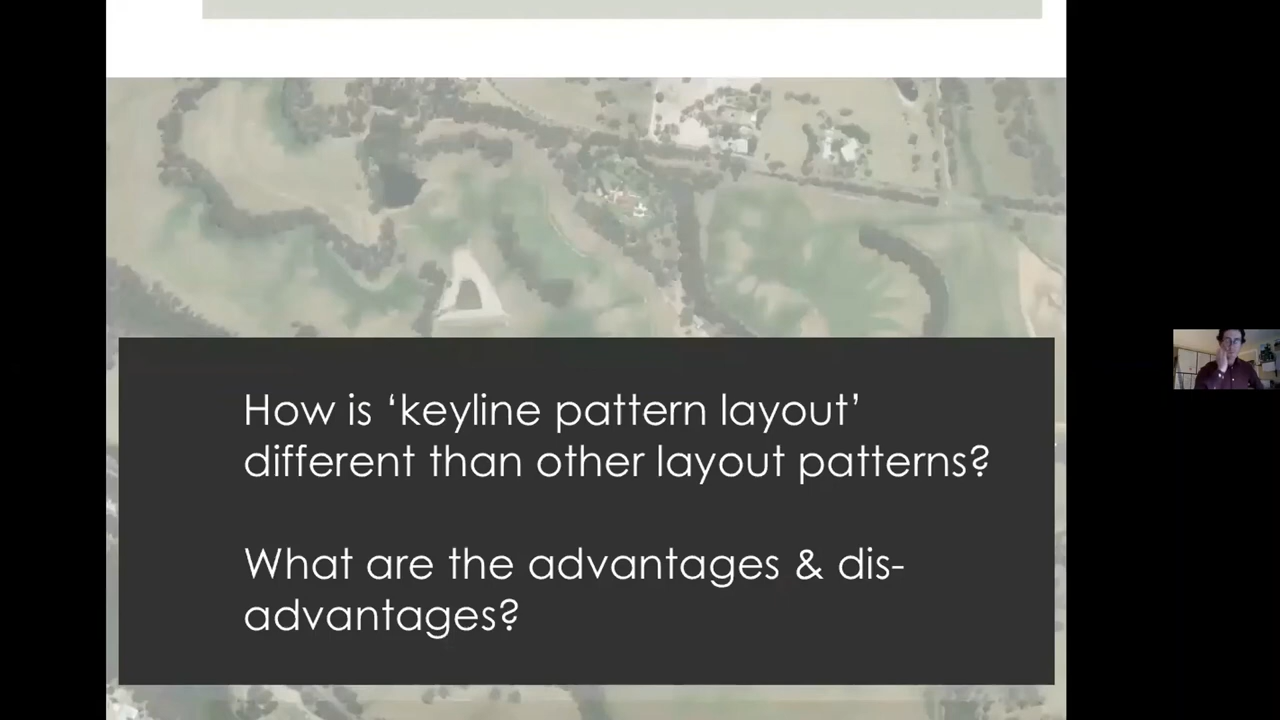 How is ‘keyline pattern layout’
different than other layout patterns?
What are the advantages & dis-
advantages?